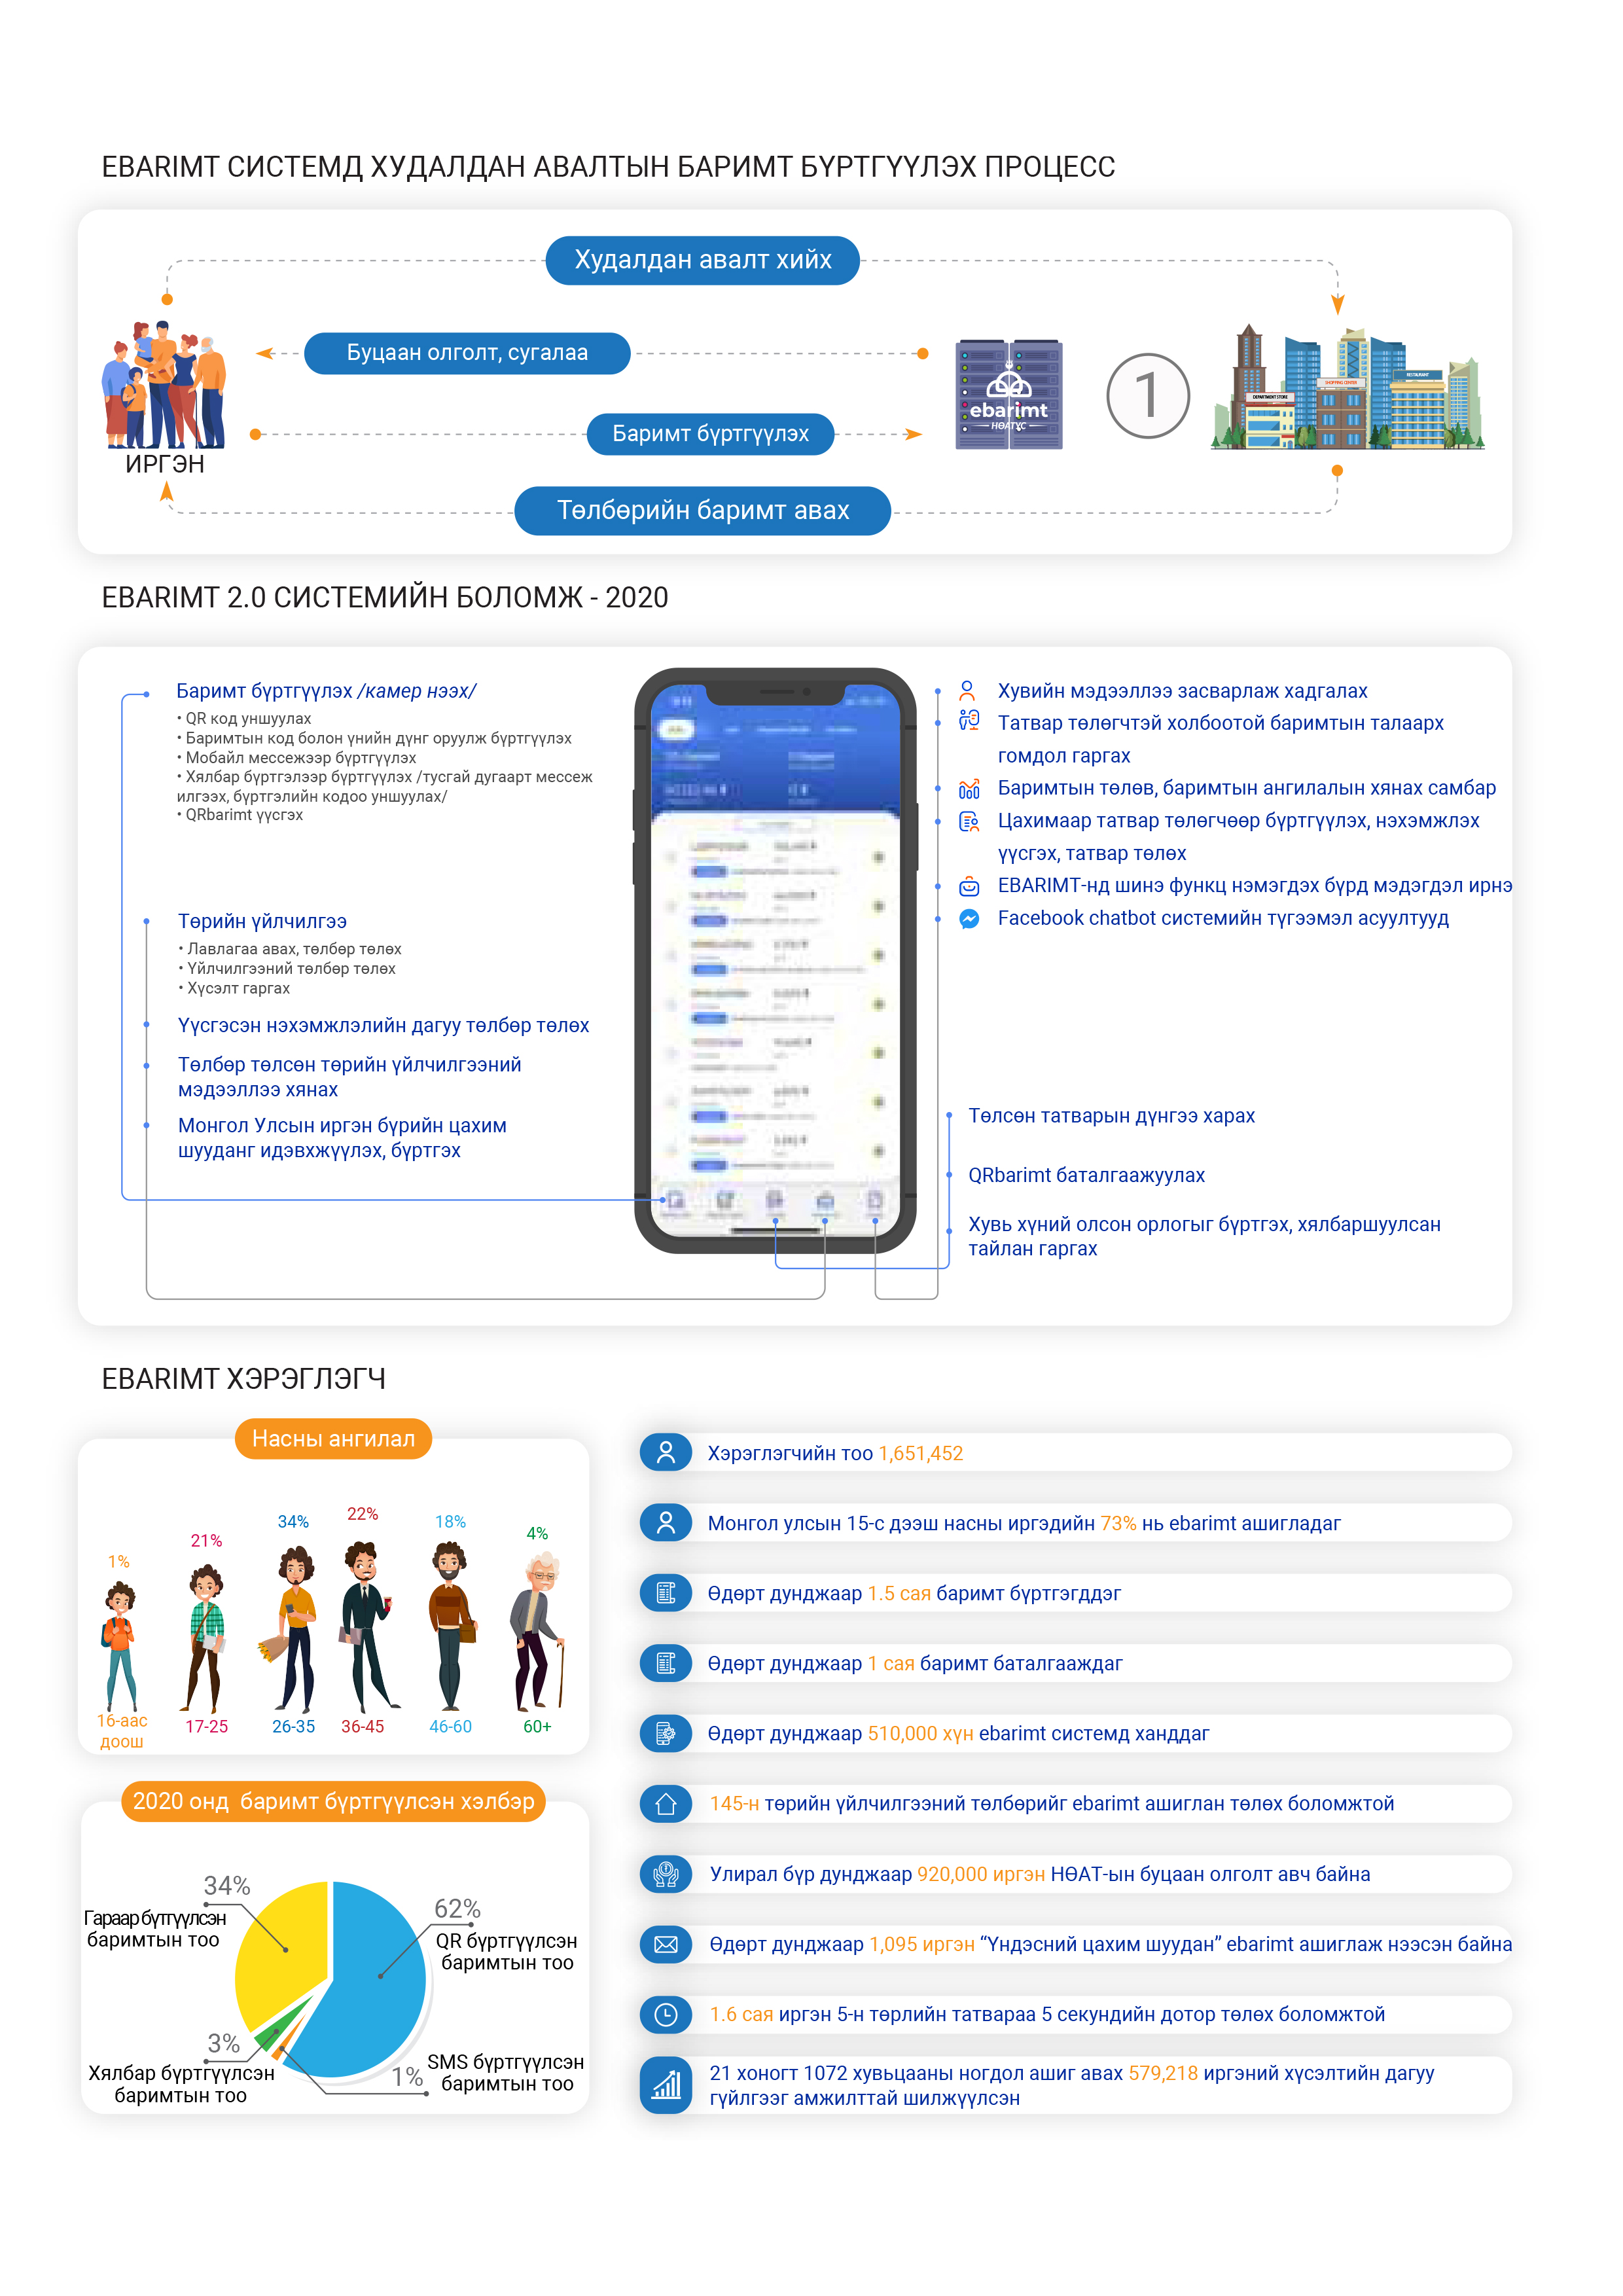 EBARIMT СИСТЕМД ХУДАЛДАН АВАЛТЫН БАРИМТ БҮРТГҮҮЛЭХ ПРОЦЕСС
Худалдан авалт хийх
Буцаан олголт, сугалаа
Баримт бүртгүүлэх
Төлбөрийн баримт авах
ИРГЭН
ebarimt
НӨАТУС
1
DEPARTMENT STORE
SHOPPING CENTER
RESTAURANT
EBARIMT 2.0 СИСТЕМИЙН БОЛОМЖ - 2020
Баримт бүртгүүлэх /камер нээх/
• QR код уншуулах
• Баримтын код болон үнийн дүнг оруулж бүртгүүлэх
• Мобайл мессежээр бүртгүүлэх
• Хялбар бүртгэлээр бүртгүүлэх /тусгай дугаарт мессеж
илгээх, бүртгэлийн кодоо уншуулах/
• QRbarimt үүсгэх
Төрийн үйлчилгээ
• Лавлагаа авах, төлбөр төлөх
• Үйлчилгээний төлбөр төлөх
• Хүсэлт гаргах
Үүсгэсэн нэхэмжлэлийн дагуу төлбөр төлөх
Төлбөр төлсөн төрийн үйлчилгээний
мэдээллээ хянах
Монгол Улсын иргэн бүрийн цахим
шууданг идэвхжүүлэх, бүртгэх
Хувийн мэдээллээ засварлаж хадгалах
Татвар төлөгчтэй холбоотой баримтын талаарх
гомдол гаргах
Баримтын төлөв, баримтын ангилалын хянах самбар
Цахимаар татвар төлөгчөөр бүртгүүлэх, нэхэмжлэх
үүсгэх, татвар төлөх
EBARIMT-нд шинэ функц нэмэгдэх бүрд мэдэгдэл ирнэ
Facebook chatbot системийн түгээмэл асуултууд
Төлсөн татварын дүнгээ харах
QRbarimt баталгаажуулах
Хувь хүний олсон орлогыг бүртгэх, хялбаршуулсан
тайлан гаргах
EBARIMT ХЭРЭГЛЭГЧ
Насны ангилал
1%
21%
34%
22%
18%
4%
16-аас
доош
17-25
26-35
36-45
46-60
60+
2020 онд баримт бүртгүүлсэн хэлбэр
34%
Гараар бүтгүүлсэн
баримтын тоо
62%
QR бүртгүүлсэн
баримтын тоо
3%
Хялбар бүртгүүлсэн
баримтын тоо
1%
SMS бүртгүүлсэн
баримтын тоо
Хэрэглэгчийн тоо 1,651,452
Монгол улсын 15-с дээш насны иргэдийн 73% нь ebarimt ашигладаг
Өдөрт дунджаар 1.5 сая баримт бүртгэгддэг
Өдөрт дунджаар 1 сая баримт баталгааждаг
Өдөрт дунджаар 510,000 хүн ebarimt системд ханддаг
145-н төрийн үйлчилгээний төлбөрийг ebarimt ашиглан төлөх боломжтой
Улирал бүр дунджаар 920,000 иргэн НӨАТ-ын буцаан олголт авч байна
Өдөрт дунджаар 1,095 иргэн “Үндэсний цахим шуудан” ebarimt ашиглаж нээсэн байна
1.6 сая иргэн 5-н төрлийн татвараа 5 секундийн дотор төлөх боломжтой
21 хоногт 1072 хувьцааны ногдол ашиг авах 579,218 иргэний хүсэлтийн дагуу
гүйлгээг амжилттай шилжүүлсэн